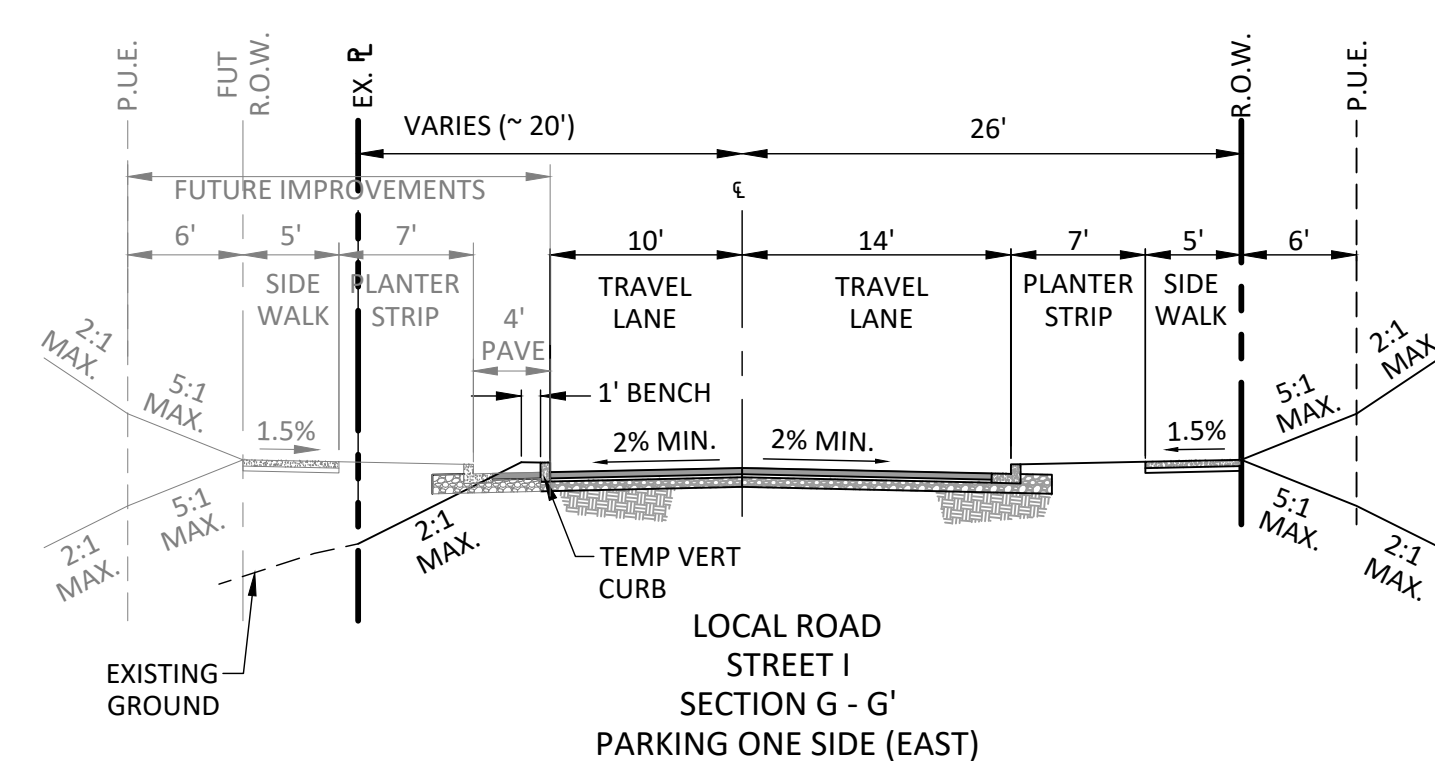 P.U.E.
FUT
R.O.W.
EX. ⅊
R.O.W.
P.U.E.
VARIES (~ 20')
26'
FUTURE IMPROVEMENTS
℄
6'
5'
7'
10'
14'
7'
5'
6'
SIDE
WALK
PLANTER
STRIP
4'
PAVE
TRAVEL
LANE
TRAVEL
LANE
PLANTER
STRIP
SIDE
WALK
1' BENCH
2:1
MAX.
5:1
MAX.
1.5%
2% MIN.
2% MIN.
1.5%
5:1
MAX.
2:1
MAX.
5:1
MAX.
2:1
MAX.
2:1
MAX.
5:1
MAX.
2:1
MAX.
TEMP VERT
CURB
EXISTING
GROUND
LOCAL ROAD
STREET I
SECTION G - G'
PARKING ONE SIDE (EAST)